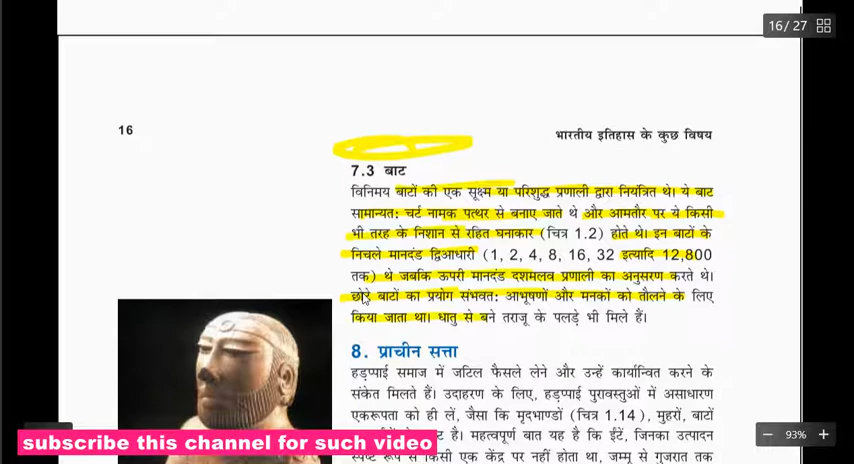 16/27
16
भारतीय इतिहास के कुछ विषय
7.3 बाट
विनिमय बाटों की एक सूक्ष्म या परिशुद्ध प्रणाली द्वारा नियंत्रित थे। ये बाट
सामान्यतः चर्ट नामक पत्थर से बनाए जाते थे और आमतौर पर ये किसी
भी तरह के निशान से रहित घनाकार (चित्र 1.2) होते थे। इन बाटों के
निचले मानदंड द्विआधारी (1, 2, 4, 8, 16, 32 इत्यादि 12,800
तक) थे जबकि ऊपरी मानदंड दशमलव प्रणाली का अनुसरण करते थे।
छोटे बाटों का प्रयोग संभवतः आभूषणों और मनकों को तौलने के लिए
किया जाता था। धातु से बने तराजू के पलड़े भी मिले हैं।
8. प्राचीन सत्ता
हड़प्पाई समाज में जटिल फैसले लेने और उन्हें कार्यान्वित करने के
संकेत मिलते हैं। उदाहरण के लिए, हड़प्पाई पुरावस्तुओं में असाधारण
एकरूपता को ही लें, जैसा कि मृदभाण्डों (चित्र 1.14), मुहरों, बाटों
है। महत्वपूर्ण बात यह है कि ईंटें, जिनका उत्पादन
स्पष्ट रूप से किसी एक केंद्र पर नहीं होता था, जम्मू से गुजरात तक
93%
subscribe this channel for such video